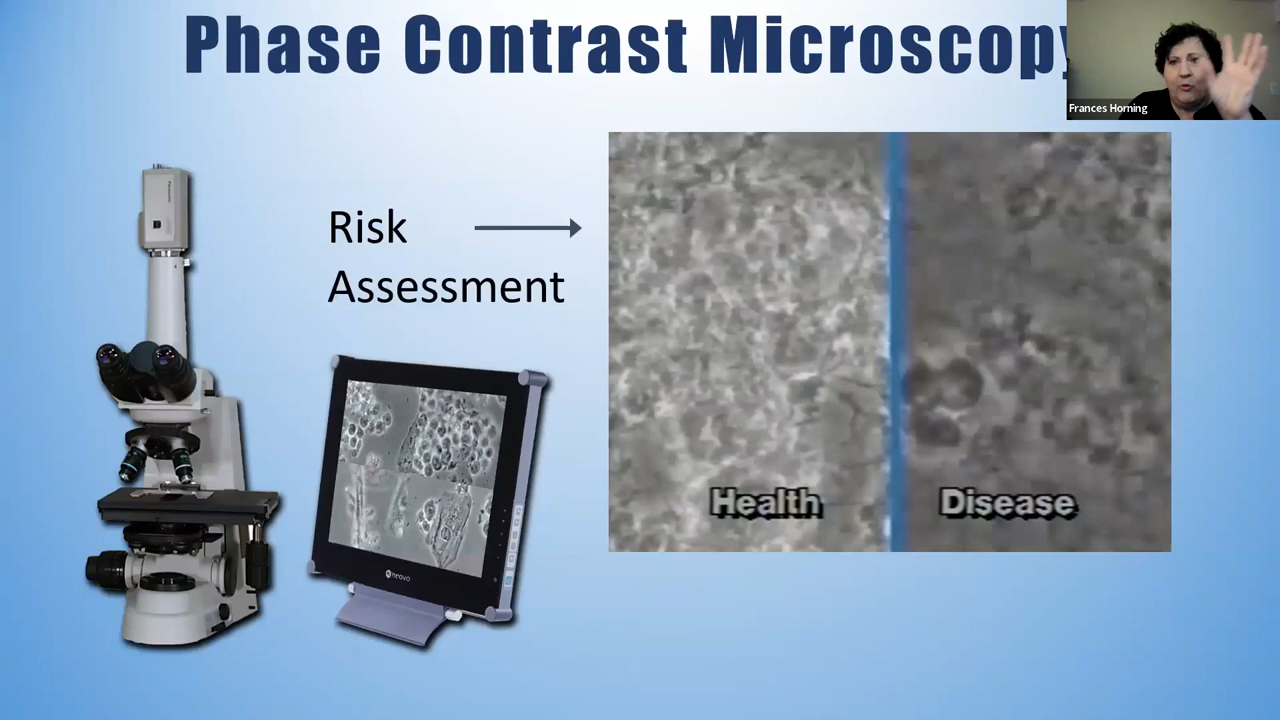 Phase Contrast Microscopy
Frances Horning
Risk
Assessment
Health
Disease
neovo